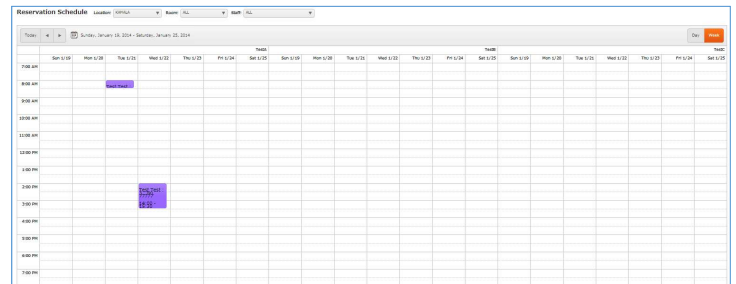 Reservation Schedule Location: KAMALA Room: ALL Staff: ALL
Today Sunday, January 19, 2014 - Saturday, January 25, 2014 Day Week
TestA TestB TestC
Sun 1/19 Mon 1/20 Tue 1/21 Wed 1/22 Thu 1/23 Fri 1/24 Sat 1/25 Sun 1/19 Mon 1/20 Tue 1/21 Wed 1/22 Thu 1/23 Fri 1/24 Sat 1/25 Sun 1/19 Mon 1/20 Tue 1/21 Wed 1/22 Thu 1/23 Fri 1/24 Sat 1/25
7:00 AM
8:00 AM
Test Test
9:00 AM
10:00 AM
11:00 AM
12:00 PM
1:00 PM
2:00 PM
Test Test
3:00 PM
4:00 PM
5:00 PM
6:00 PM
7:00 PM